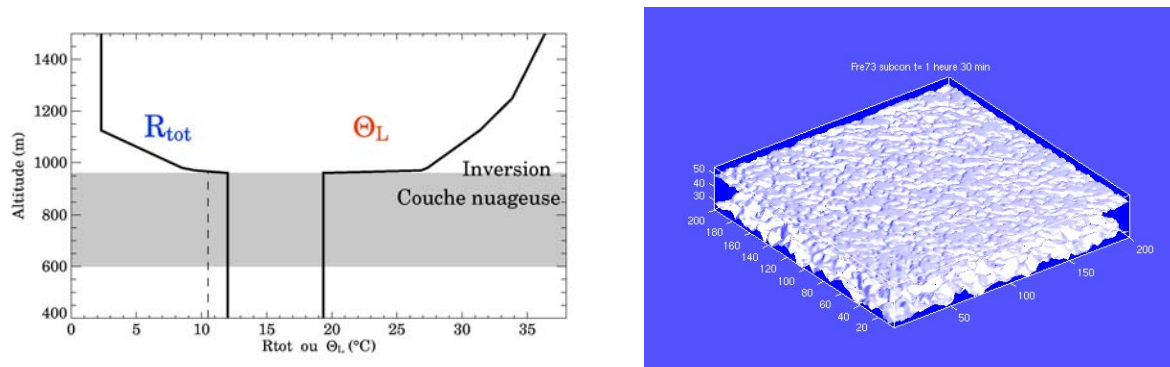 1400
1200
1000
800
600
400
Altitude (m)
R_tot
Θ_L
Inversion
Couche nuageuse
0 5 10 15 20 25 30 35
Rtot ou Θ_L (°C)
Fre73 subcon t= 1 heure 30 min
50
40
30
200
180
160
140
120
100
80
60
40
20
50
100
150
200